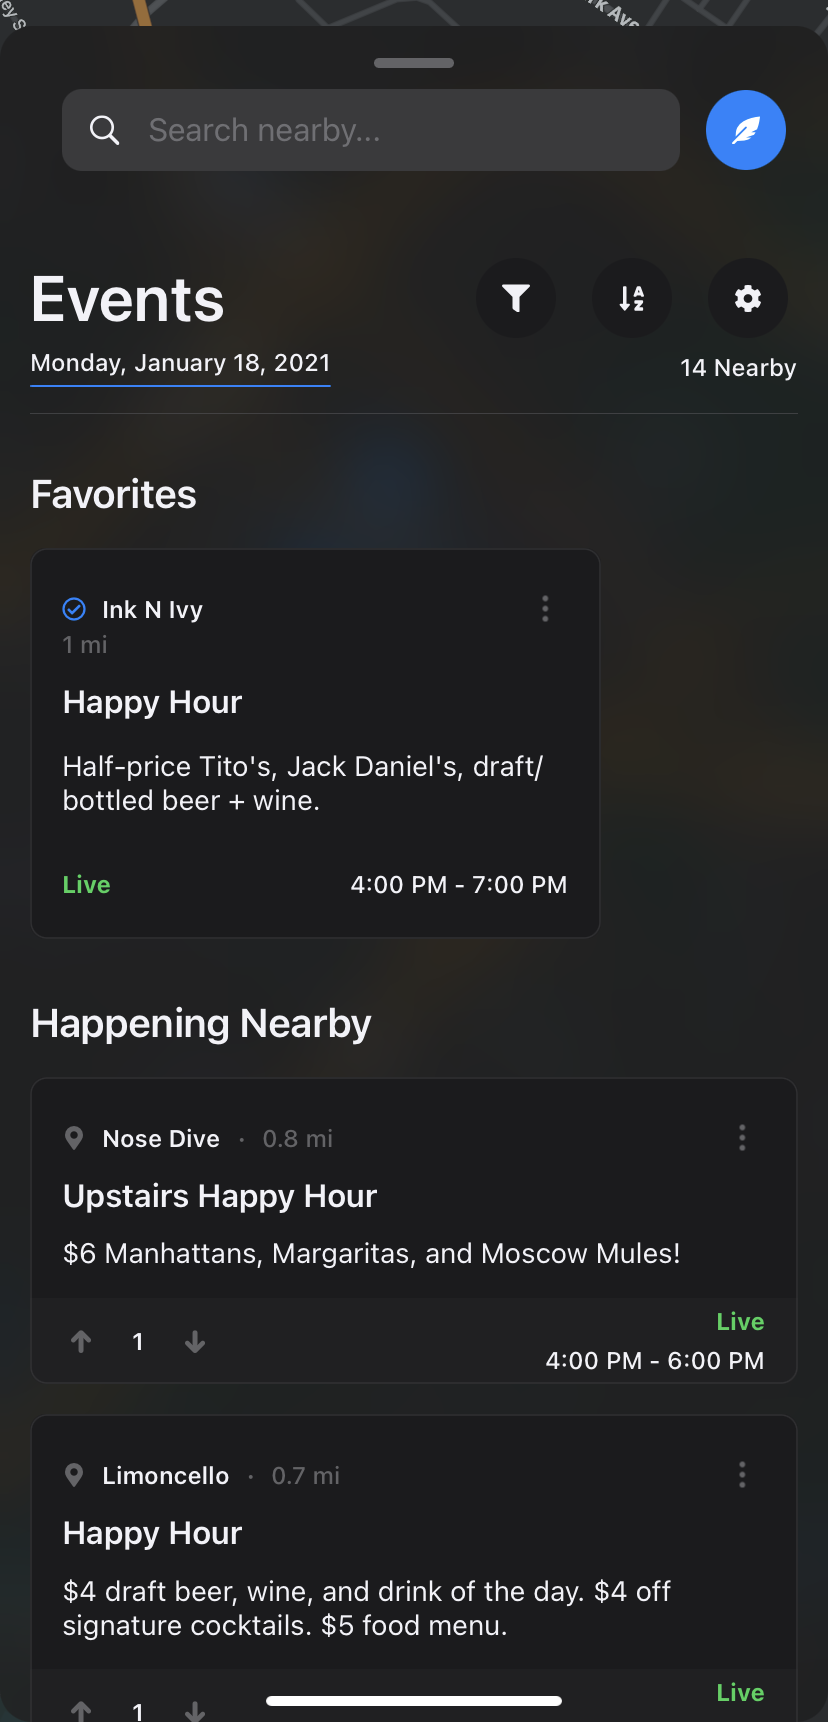 ey S
rk Ave
Search nearby...
Events
A
Z
Monday, January 18, 2021
14 Nearby
Favorites
Ink N Ivy
1 mi
Happy Hour
Half-price Tito's, Jack Daniel's, draft/
bottled beer + wine.
Live 4:00 PM - 7:00 PM
Happening Nearby
Nose Dive · 0.8 mi
Upstairs Happy Hour
$6 Manhattans, Margaritas, and Moscow Mules!
Live
1
4:00 PM - 6:00 PM
Limoncello · 0.7 mi
Happy Hour
$4 draft beer, wine, and drink of the day. $4 off
signature cocktails. $5 food menu.
Live
1